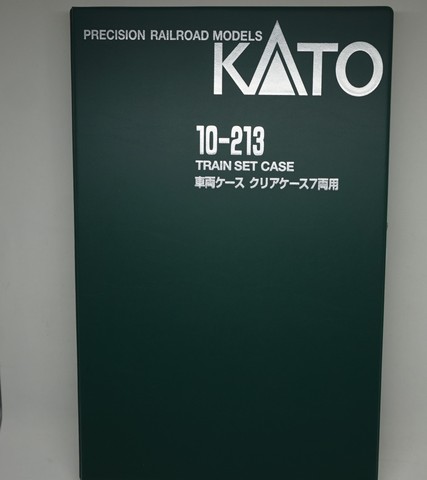 PRECISION RAILROAD MODELS
KATO
10-213
TRAIN SET CASE
車両ケース クリアケース7両用